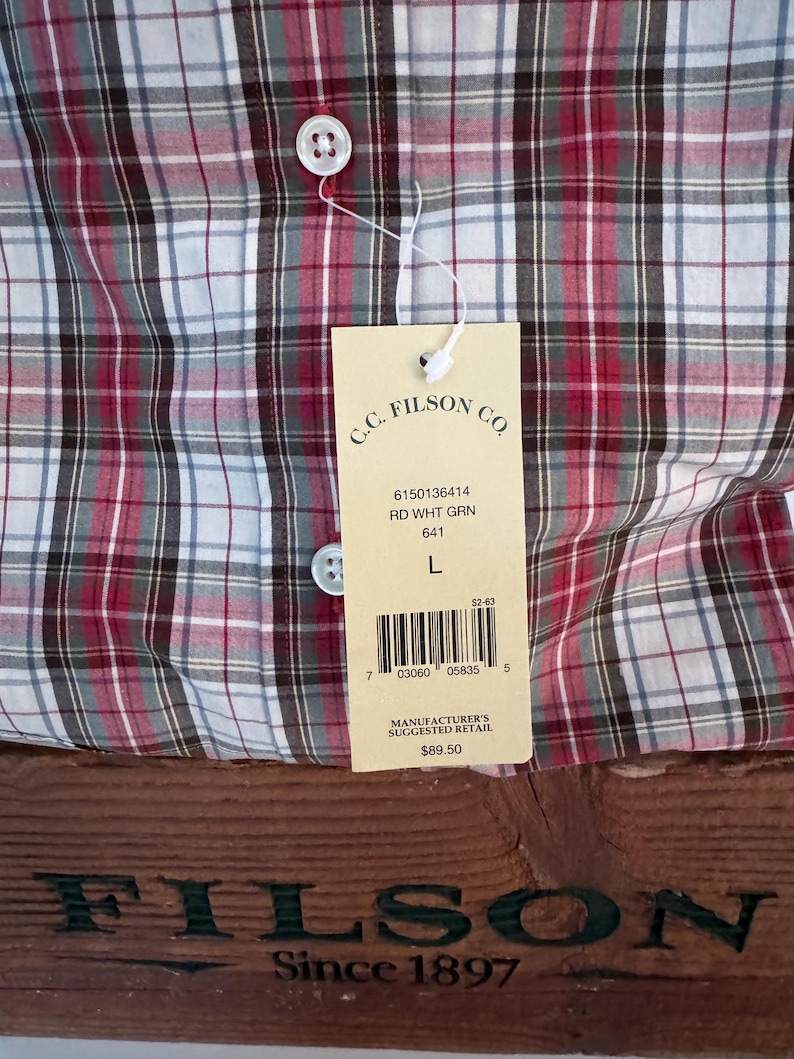 C.C. FILSON CO.
6150136414
RD WHT GRN
641
L
S2-63
7 03060 05835 5
MANUFACTURER'S
SUGGESTED RETAIL
$89.50
FILSON
Since 1897